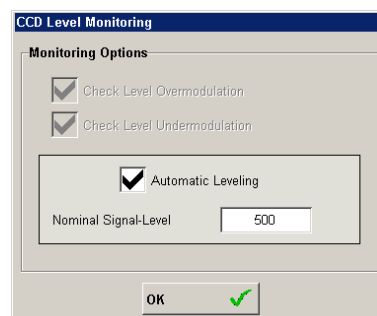 CCD Level Monitoring
Monitoring Options
Check Level Overmodulation
Check Level Undermodulation
Automatic Leveling
Nominal Signal-Level 500
OK